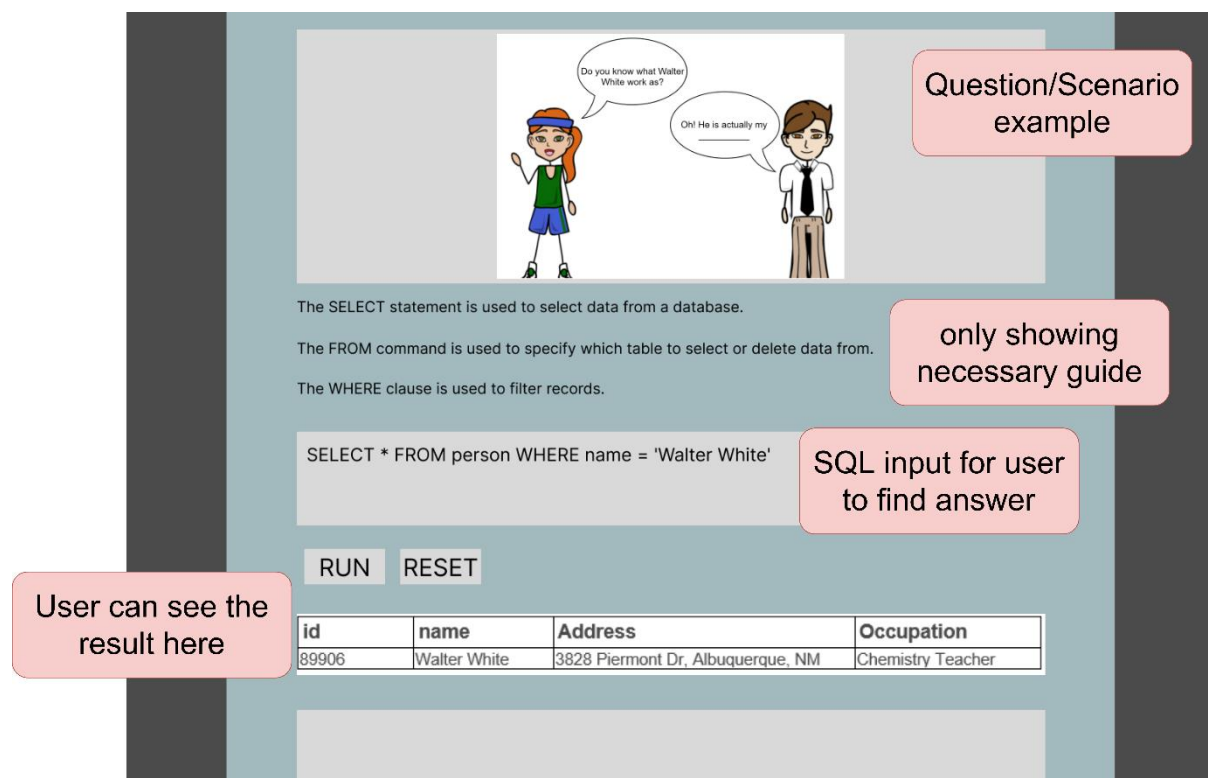 Do you know what Walter
White work as?
Oh! He is actually my
Question/Scenario
example
The SELECT statement is used to select data from a database.
The FROM command is used to specify which table to select or delete data from.
The WHERE clause is used to filter records.
only showing
necessary guide
SELECT * FROM person WHERE name = 'Walter White'
SQL input for user
to find answer
RUN RESET
User can see the
result here
id name Address Occupation
89906 Walter White 3828 Piermont Dr, Albuquerque, NM Chemistry Teacher